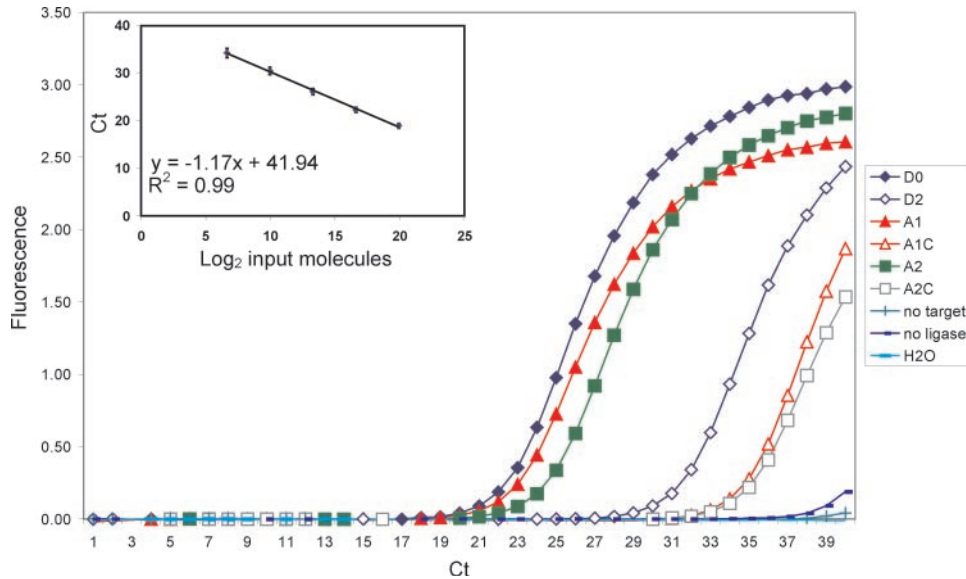 3.50
3.00
2.50
2.00
1.50
1.00
0.50
0.00
Fluorescence
1 3 5 7 9 11 13 15 17 19 21 23 25 27 29 31 33 35 37 39
Ct
40
30
20
10
0
Ct
y = -1.17x + 41.94
R² = 0.99
0 5 10 15 20 25
Log₂ input molecules
D0
D2
A1
A1C
A2
A2C
no target
no ligase
H2O